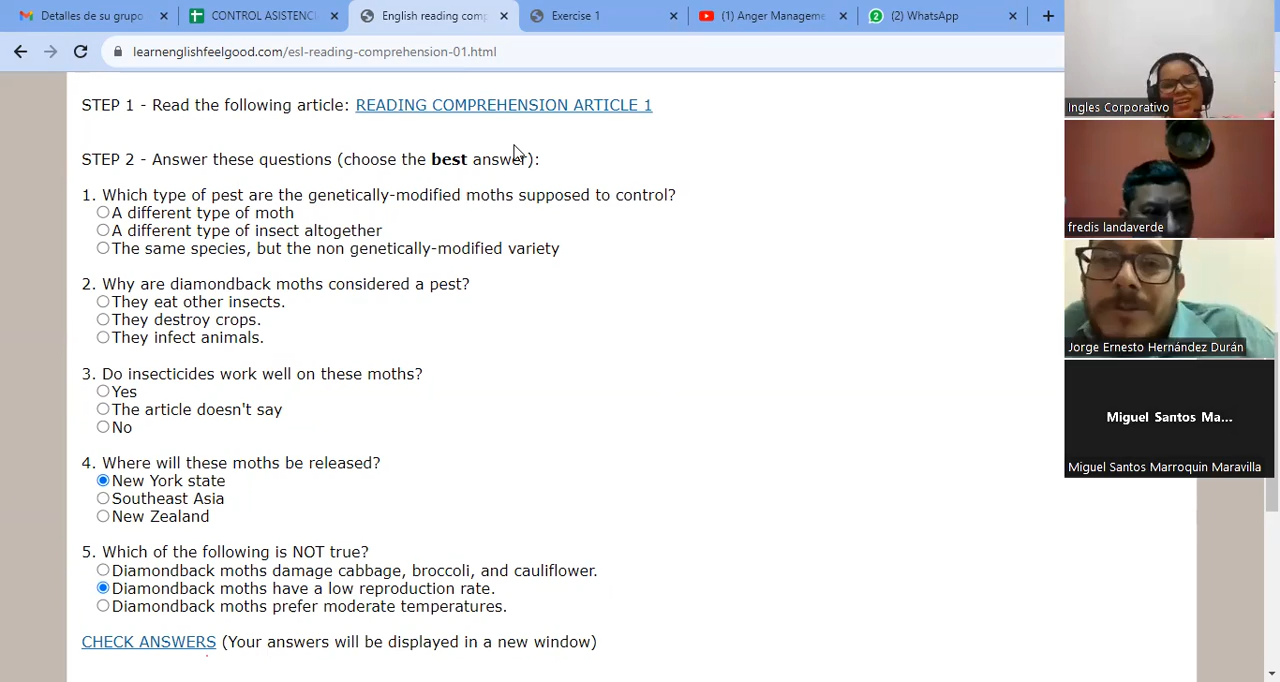 Detalles de su grupo
CONTROL ASISTENC
English reading comp
Exercise 1
(1) Anger Manageme
(2) WhatsApp
learnenglishfeelgood.com/esl-reading-comprehension-01.html
STEP 1 - Read the following article: READING COMPREHENSION ARTICLE 1
STEP 2 - Answer these questions (choose the best answer):
1. Which type of pest are the genetically-modified moths supposed to control?
A different type of moth
A different type of insect altogether
The same species, but the non genetically-modified variety
2. Why are diamondback moths considered a pest?
They eat other insects.
They destroy crops.
They infect animals.
3. Do insecticides work well on these moths?
Yes
The article doesn't say
No
4. Where will these moths be released?
New York state
Southeast Asia
New Zealand
5. Which of the following is NOT true?
Diamondback moths damage cabbage, broccoli, and cauliflower.
Diamondback moths have a low reproduction rate.
Diamondback moths prefer moderate temperatures.
CHECK ANSWERS (Your answers will be displayed in a new window)
Ingles Corporativo
fredis landaverde
Jorge Ernesto Hernández Durán
Miguel Santos Ma...
Miguel Santos Marroquin Maravilla